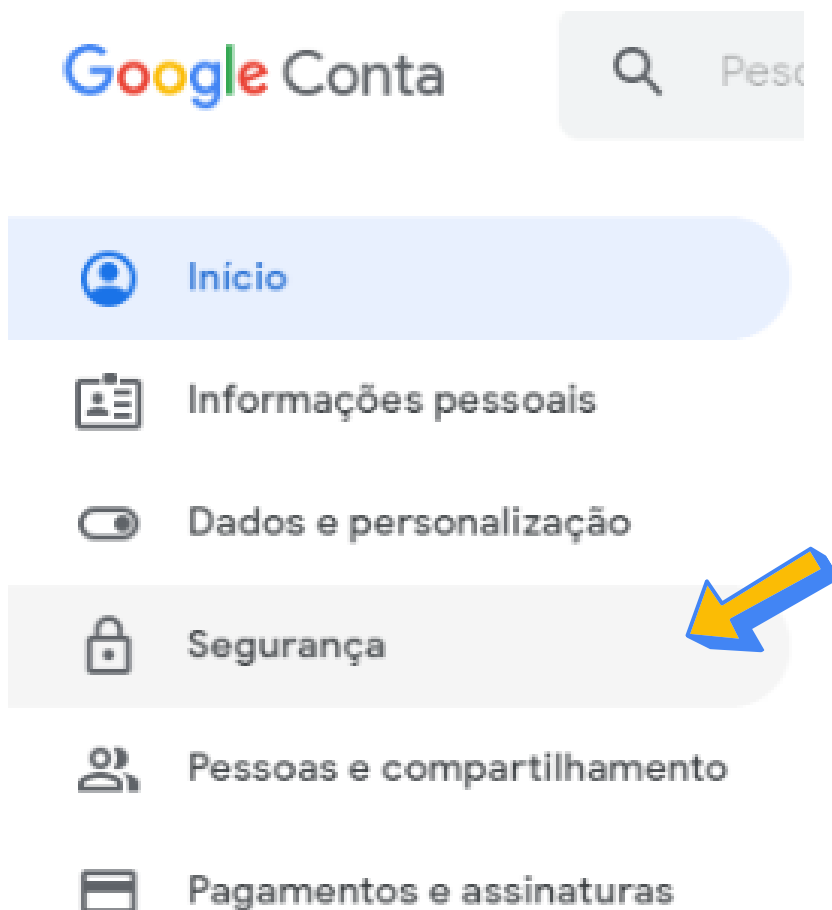 Google Conta
Início
Informações pessoais
Dados e personalização
Segurança
Pessoas e compartilhamento
Pagamentos e assinaturas